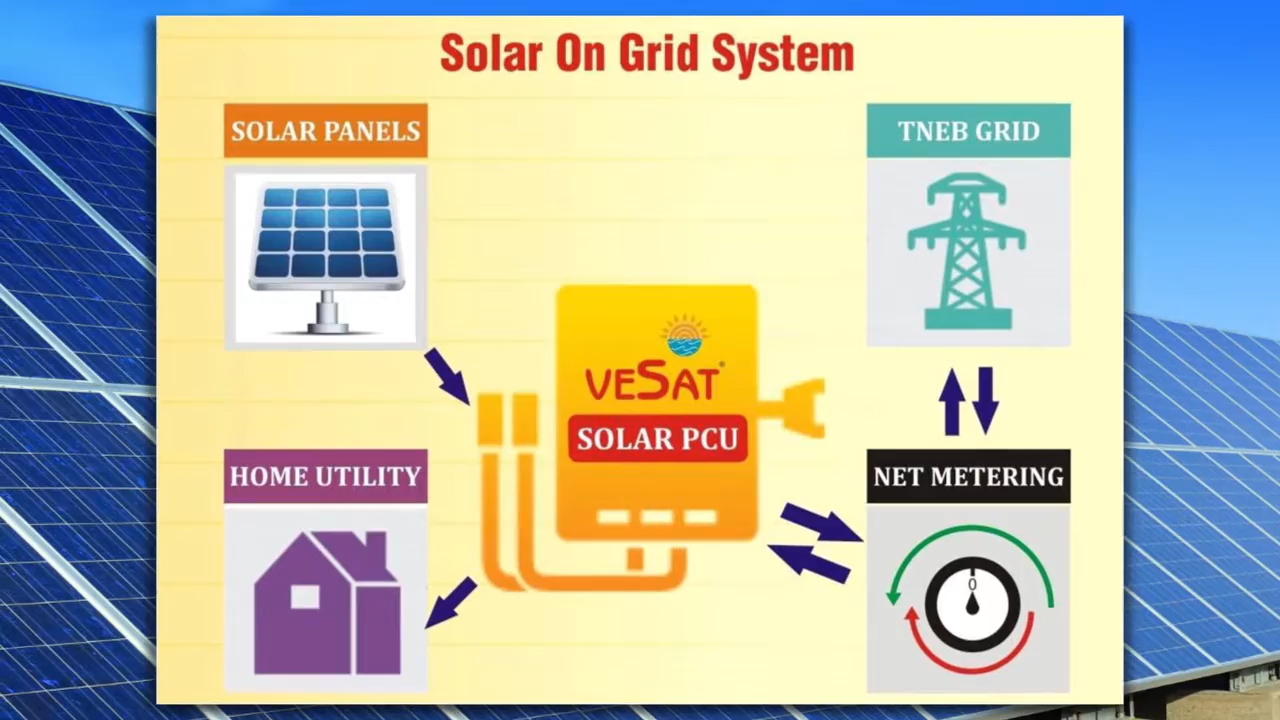 Solar On Grid System
SOLAR PANELS
TNEB GRID
VESAT®
SOLAR PCU
HOME UTILITY
NET METERING
0